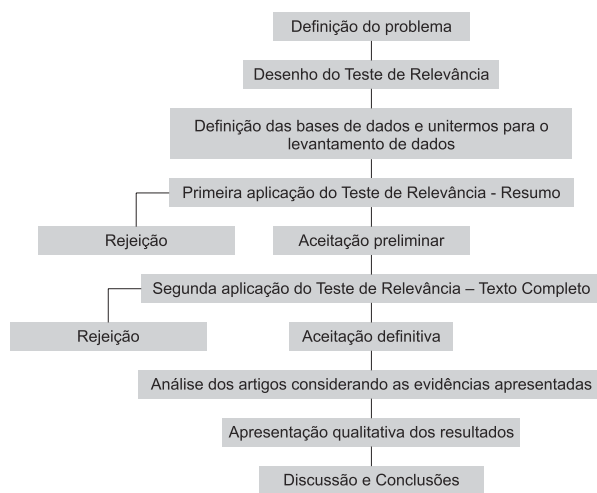 Definição do problema
Desenho do Teste de Relevância
Definição das bases de dados e unitermos para o
levantamento de dados
Primeira aplicação do Teste de Relevância - Resumo
Rejeição
Aceitação preliminar
Segunda aplicação do Teste de Relevância – Texto Completo
Rejeição
Aceitação definitiva
Análise dos artigos considerando as evidências apresentadas
Apresentação qualitativa dos resultados
Discussão e Conclusões